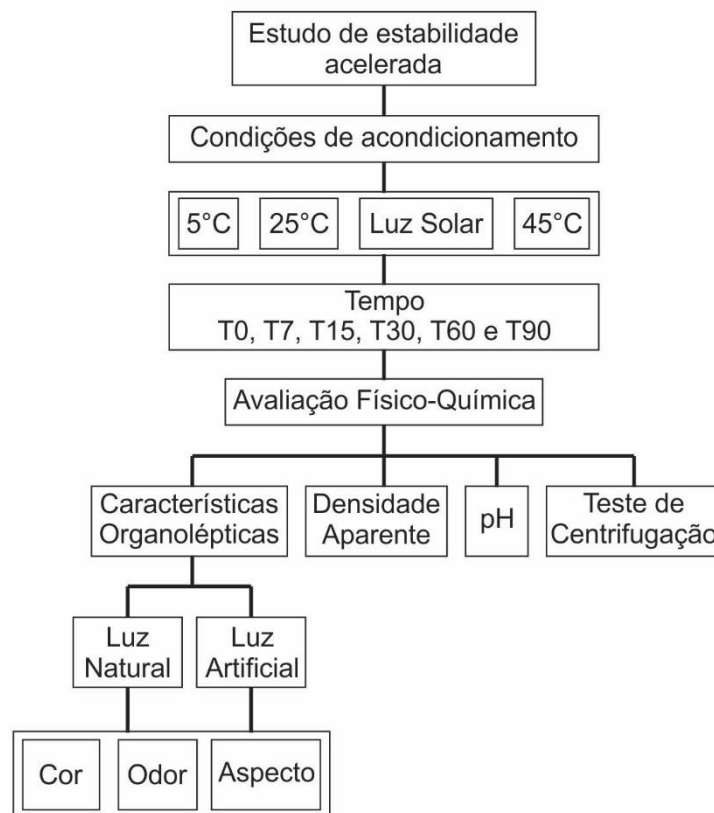 Estudo de estabilidade
acelerada
Condições de acondicionamento
5°C
25°C
Luz Solar
45°C
Tempo
T0, T7, T15, T30, T60 e T90
Avaliação Físico-Química
Características
Organolépticas
Densidade
Aparente
pH
Teste de
Centrifugação
Luz
Natural
Luz
Artificial
Cor
Odor
Aspecto